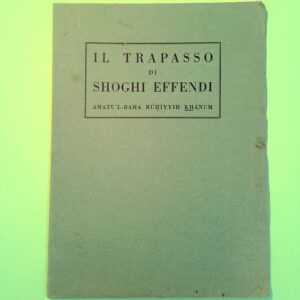 IL TRAPASSO
DI
SHOGHI EFFENDI
AMATU'L-BAHÁ RÚḤÍYYIH KHÁNUM